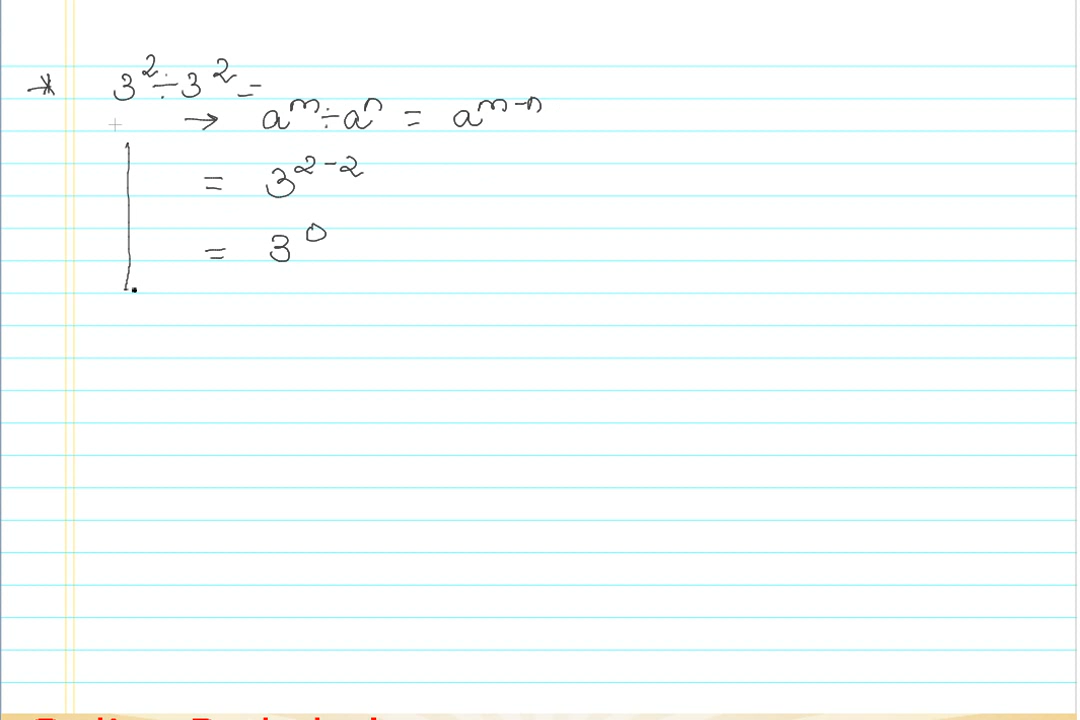 * 3² ÷ 3² =
→ aᵐ ÷ aⁿ = aᵐ⁻ⁿ
= 3²⁻²
= 3⁰